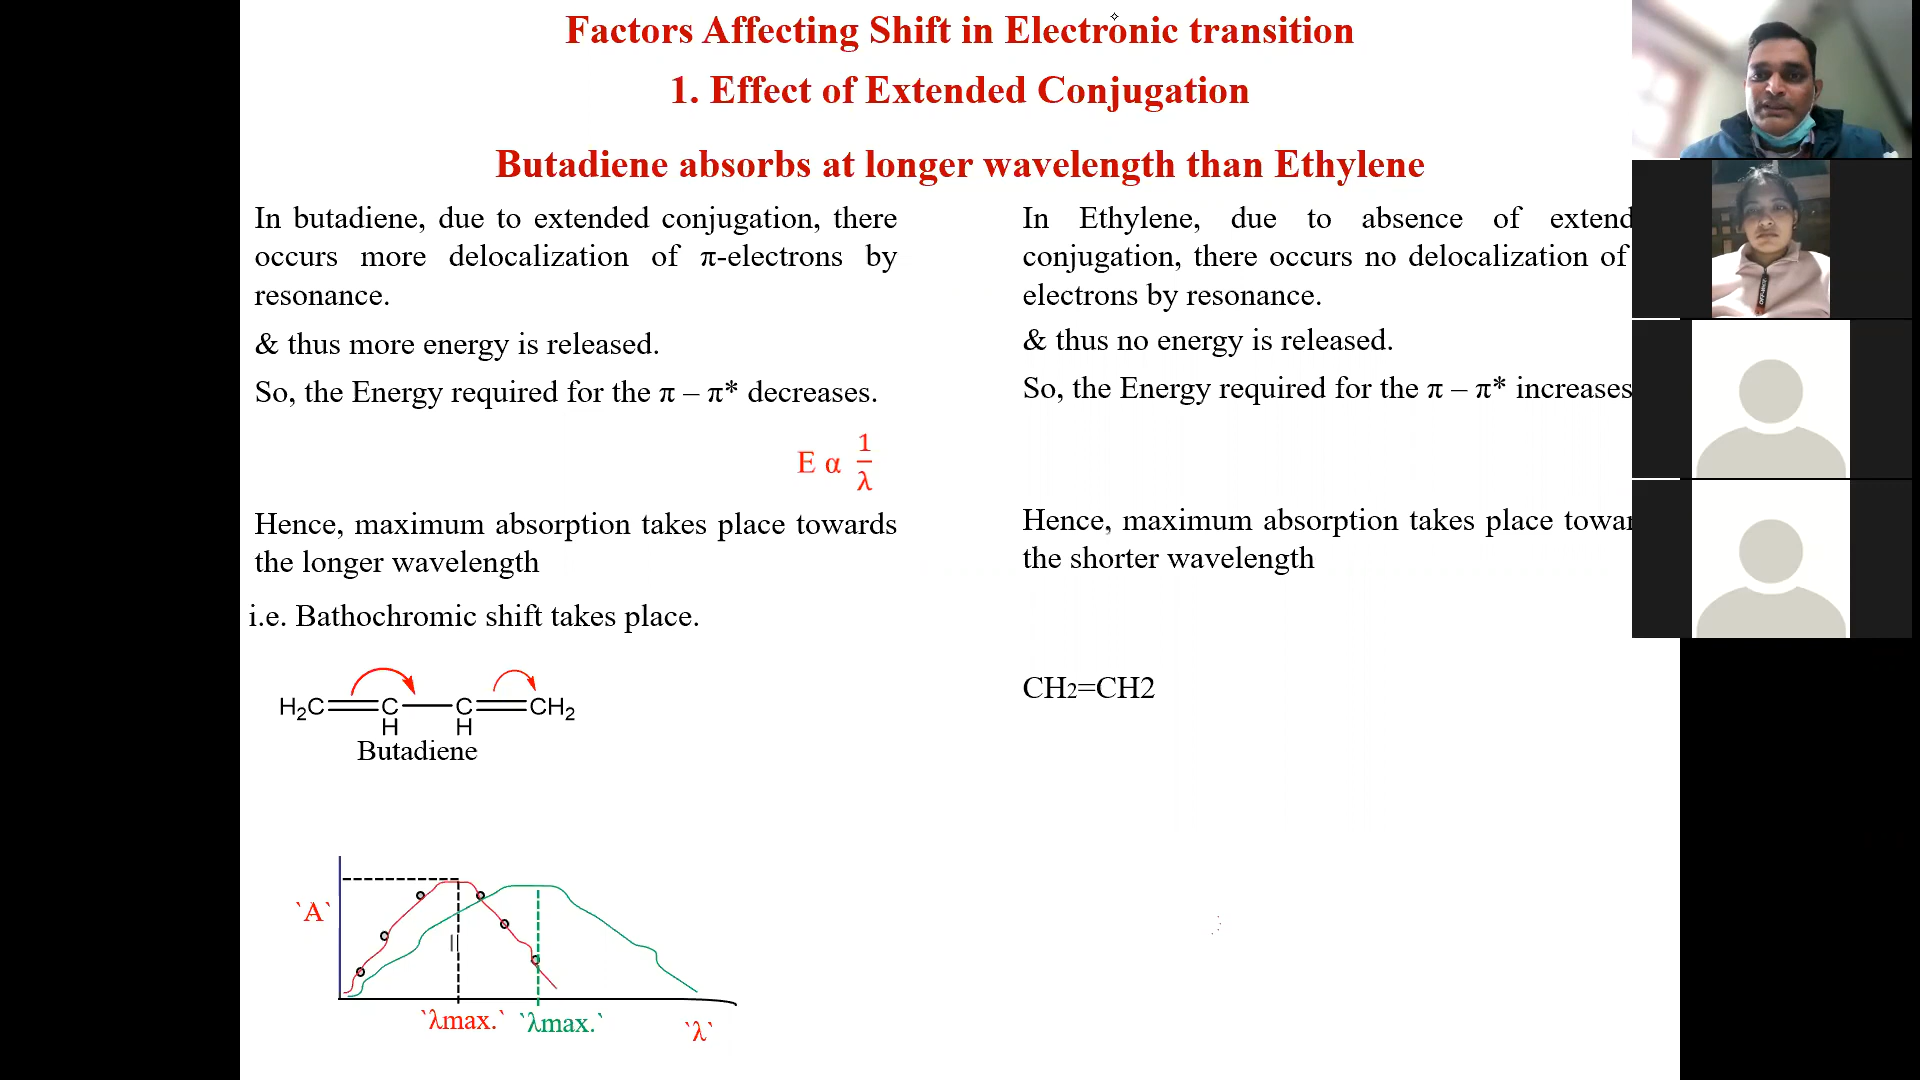 Factors Affecting Shift in Electronic transition
1. Effect of Extended Conjugation
Butadiene absorbs at longer wavelength than Ethylene
In butadiene, due to extended conjugation, there
occurs more delocalization of π-electrons by
resonance.
& thus more energy is released.
So, the Energy required for the π – π* decreases.
E α 1/λ
Hence, maximum absorption takes place towards
the longer wavelength
i.e. Bathochromic shift takes place.
H2C=C—C=CH2
H H
Butadiene
`A`
`λmax.` `λmax.` `λ`
In Ethylene, due to absence of extend
conjugation, there occurs no delocalization of
electrons by resonance.
& thus no energy is released.
So, the Energy required for the π – π* increases
Hence, maximum absorption takes place towar
the shorter wavelength
CH2=CH2